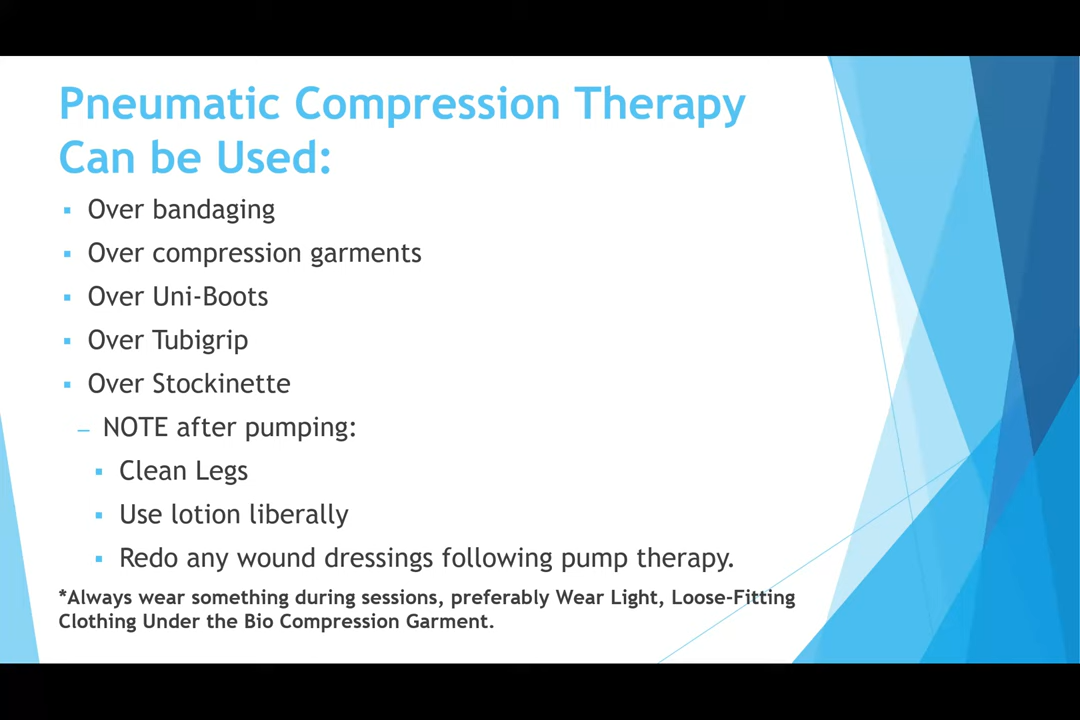 Pneumatic Compression Therapy
Can be Used:
▪ Over bandaging
▪ Over compression garments
▪ Over Uni-Boots
▪ Over Tubigrip
▪ Over Stockinette
– NOTE after pumping:
▪ Clean Legs
▪ Use lotion liberally
▪ Redo any wound dressings following pump therapy.
*Always wear something during sessions, preferably Wear Light, Loose-Fitting
Clothing Under the Bio Compression Garment.